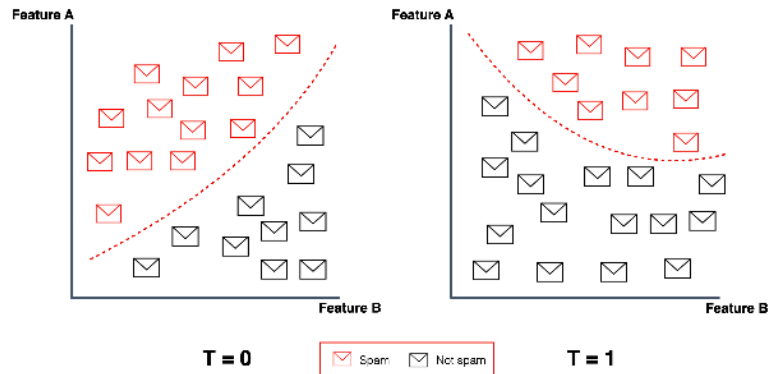 Feature A
Feature A
Feature B
Feature B
T = 0
Spam
Not spam
T = 1